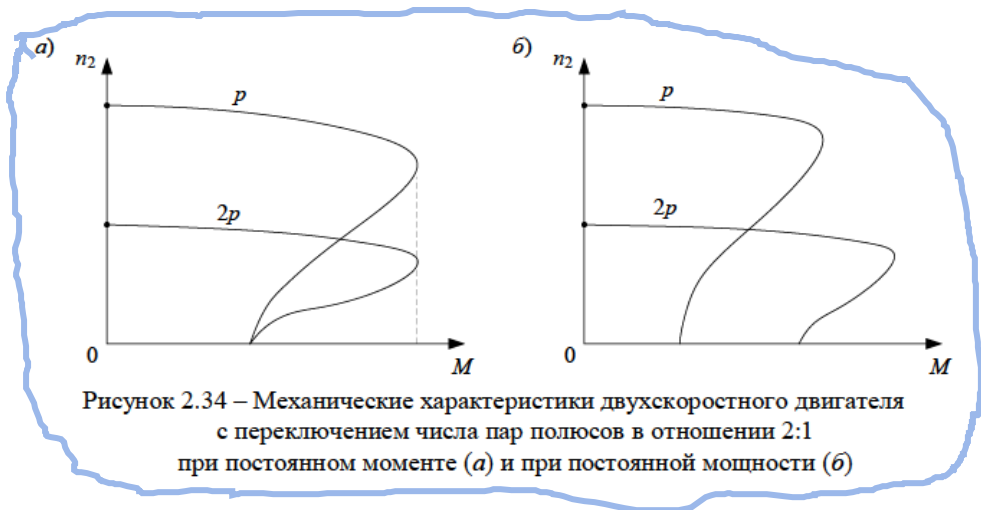 а) б)
n₂ n₂
p p
2p 2p
0 M 0 M
Рисунок 2.34 – Механические характеристики двухскоростного двигателя
с переключением числа пар полюсов в отношении 2:1
при постоянном моменте (а) и при постоянной мощности (б)